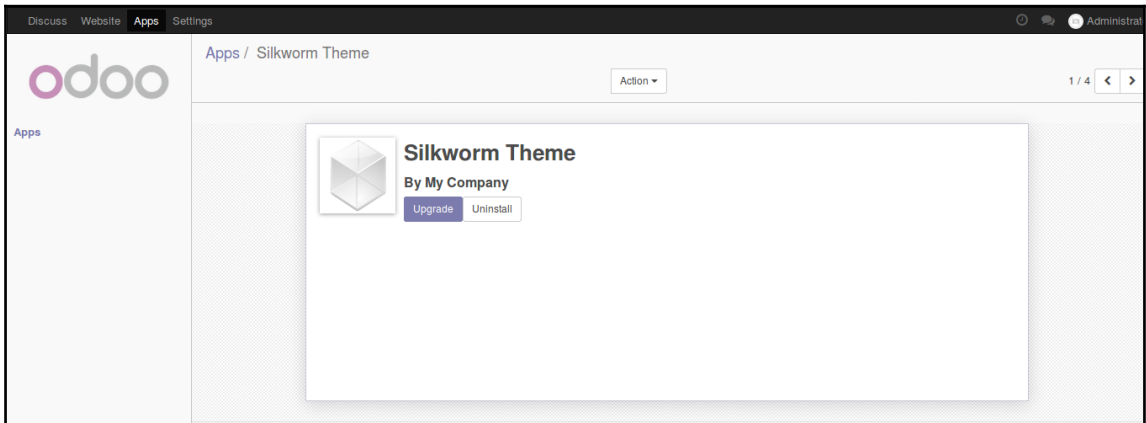 Discuss Website Apps Settings
Apps / Silkworm Theme
odoo
Action
1 / 4
Apps
Silkworm Theme
By My Company
Upgrade Uninstall